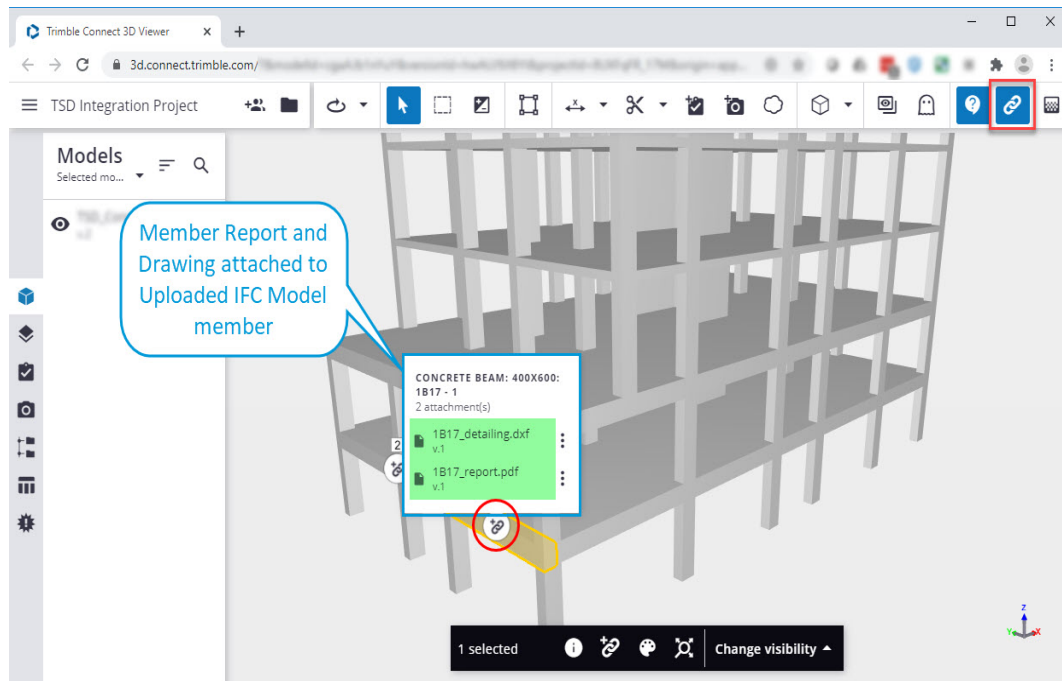 Trimble Connect 3D Viewer
3d.connect.trimble.com/
TSD Integration Project
Models
Selected mo...
Member Report and
Drawing attached to
Uploaded IFC Model
member
CONCRETE BEAM: 400X600:
1B17 - 1
2 attachment(s)
1B17_detailing.dxf
v.1
1B17_report.pdf
v.1
2
1 selected
Change visibility
Z
Y
X